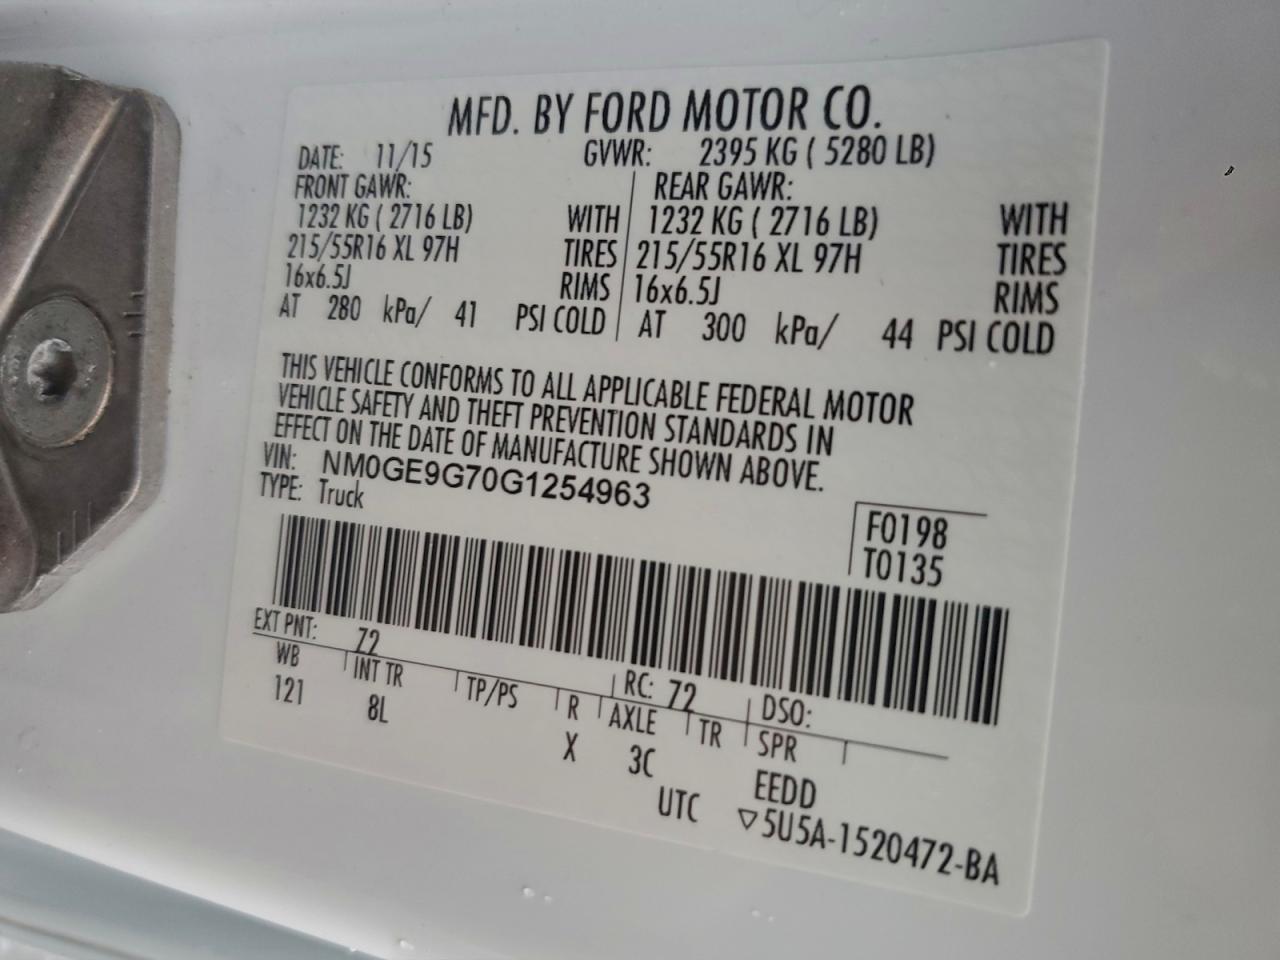 MFD. BY FORD MOTOR CO.
DATE: 11/15 GVWR: 2395 KG ( 5280 LB)
FRONT GAWR: REAR GAWR:
1232 KG ( 2716 LB) WITH 1232 KG ( 2716 LB) WITH
215/55R16 XL 97H TIRES 215/55R16 XL 97H TIRES
16x6.5J RIMS 16x6.5J RIMS
AT 280 kPa/ 41 PSI COLD AT 300 kPa/ 44 PSI COLD
THIS VEHICLE CONFORMS TO ALL APPLICABLE FEDERAL MOTOR
VEHICLE SAFETY AND THEFT PREVENTION STANDARDS IN
EFFECT ON THE DATE OF MANUFACTURE SHOWN ABOVE.
VIN: NM0GE9G70G1254963
TYPE: Truck
F0198
T0135
EXT PNT: 72 RC: 72 DSO:
WB INT TR TP/PS R AXLE TR SPR
121 8L X 3C EEDD
UTC ▽5U5A-1520472-BA